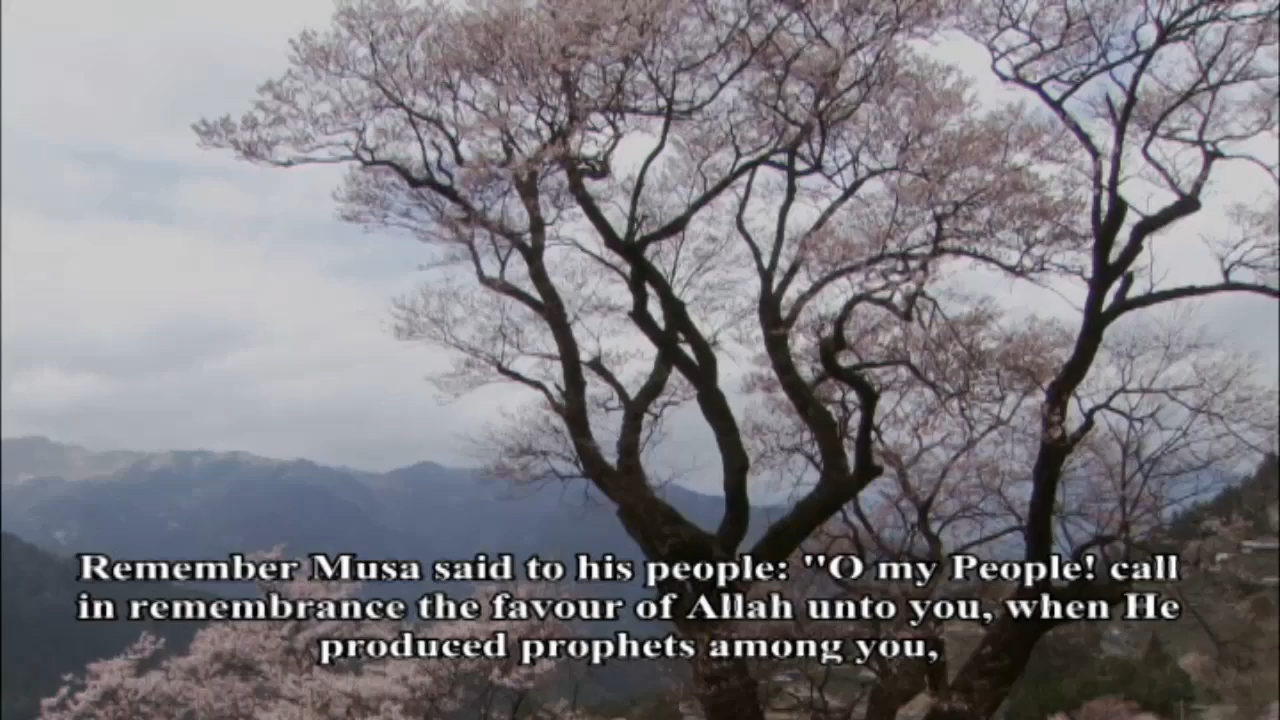 Remember Musa said to his people: "O my People! call
in remembrance the favour of Allah unto you, when He
produced prophets among you,